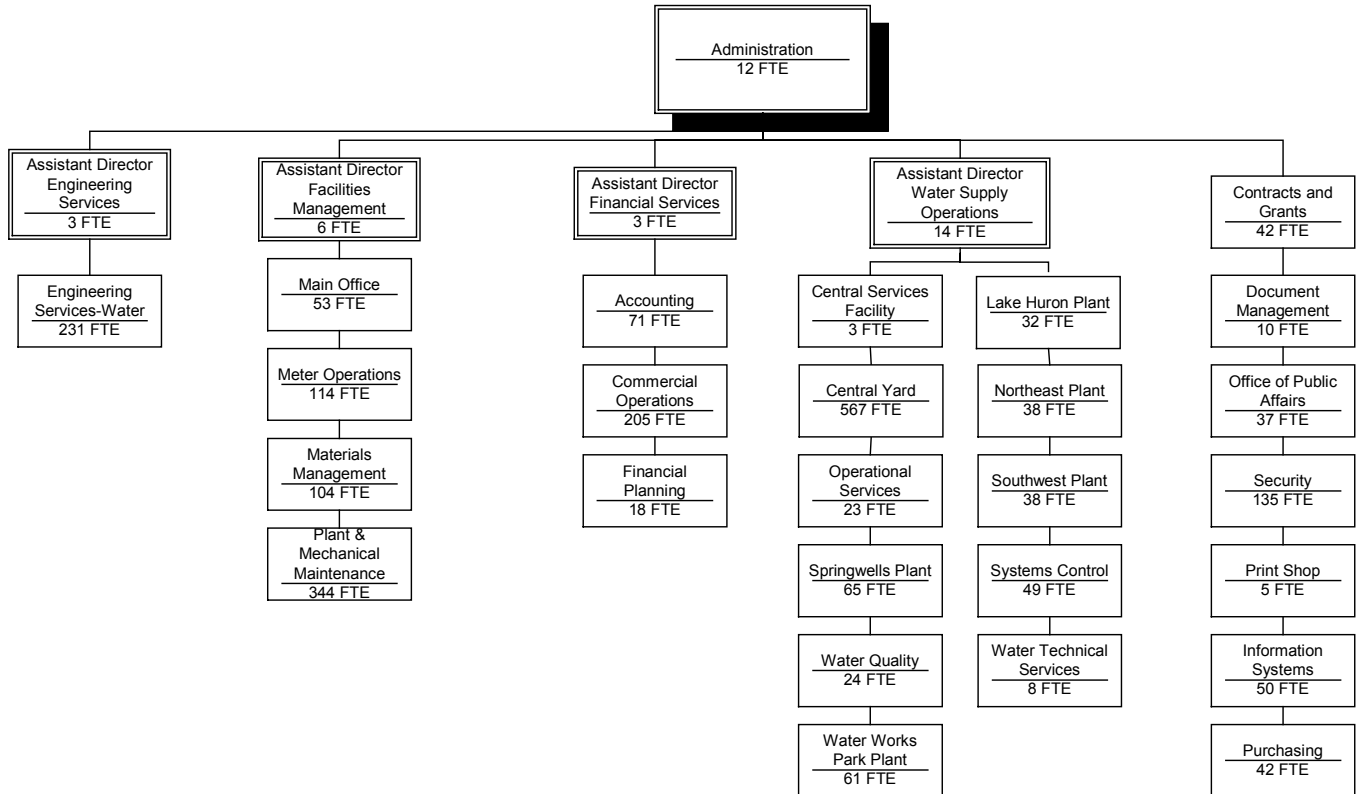 Administration
12 FTE
Assistant Director
Engineering
Services
3 FTE
Assistant Director
Facilities
Management
6 FTE
Assistant Director
Financial Services
3 FTE
Assistant Director
Water Supply
Operations
14 FTE
Contracts and
Grants
42 FTE
Engineering
Services-Water
231 FTE
Main Office
53 FTE
Meter Operations
114 FTE
Materials
Management
104 FTE
Plant &
Mechanical
Maintenance
344 FTE
Accounting
71 FTE
Commercial
Operations
205 FTE
Financial
Planning
18 FTE
Central Services
Facility
3 FTE
Central Yard
567 FTE
Operational
Services
23 FTE
Springwells Plant
65 FTE
Water Quality
24 FTE
Water Works
Park Plant
61 FTE
Lake Huron Plant
32 FTE
Northeast Plant
38 FTE
Southwest Plant
38 FTE
Systems Control
49 FTE
Water Technical
Services
8 FTE
Document
Management
10 FTE
Office of Public
Affairs
37 FTE
Security
135 FTE
Print Shop
5 FTE
Information
Systems
50 FTE
Purchasing
42 FTE